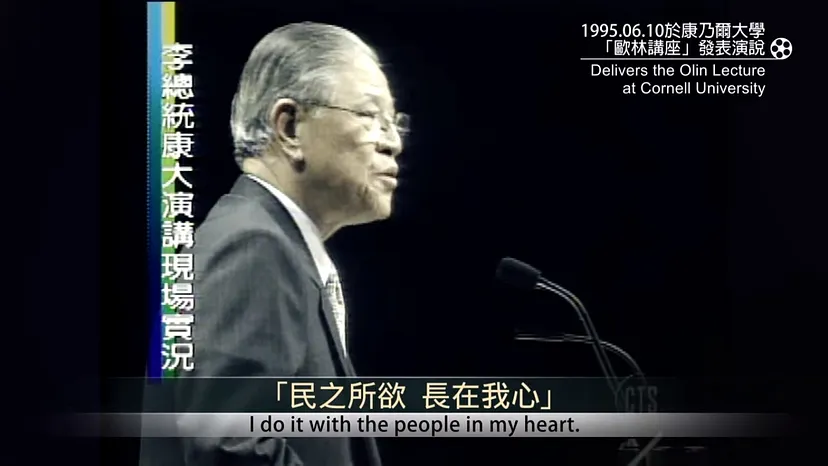 1995.06.10於康乃爾大學
「歐林講座」發表演說
Delivers the Olin Lecture
at Cornell University
李總統康大演講現場實況
CTS
「民之所欲 長在我心」
I do it with the people in my heart.